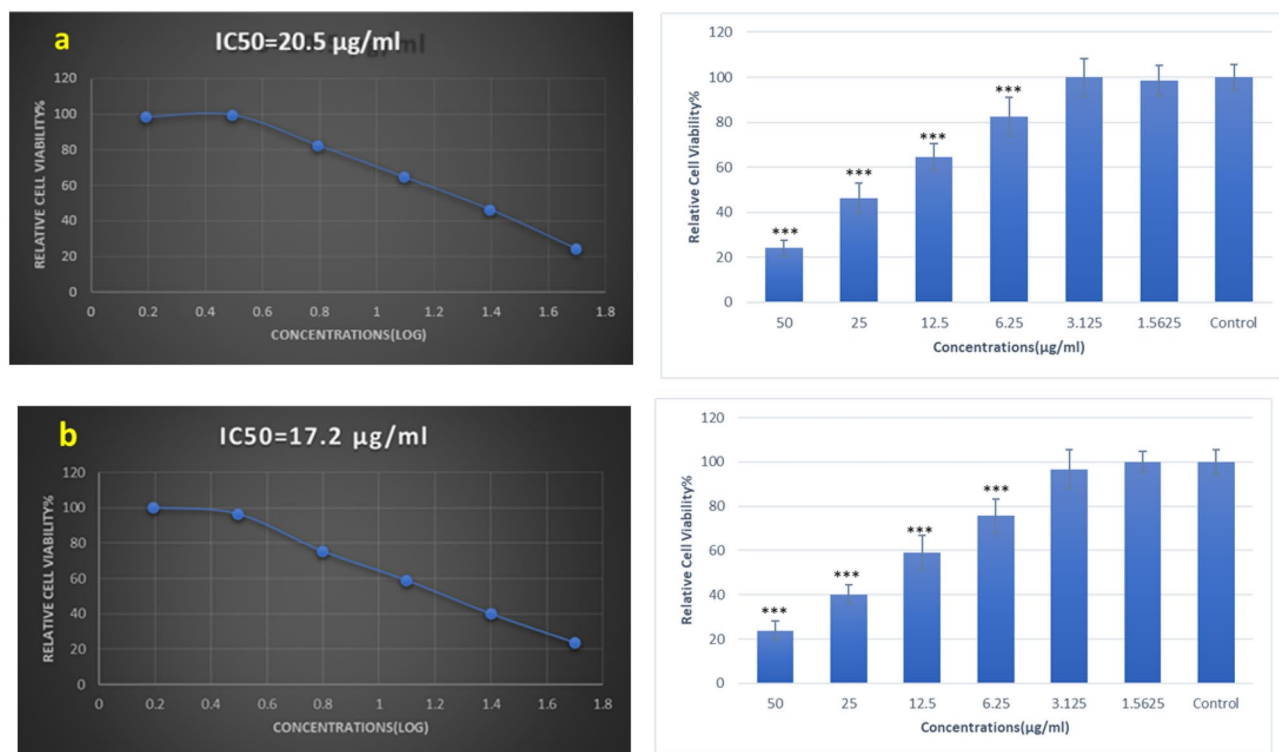 a
IC50=20.5 µg/ml
RELATIVE CELL VIABILITY%
120
100
80
60
40
20
0
0 0.2 0.4 0.6 0.8 1 1.2 1.4 1.6 1.8
CONCENTRATIONS(LOG)
Relative Cell Viability%
120
100
80
60
40
20
0
***
***
***
***
50 25 12.5 6.25 3.125 1.5625 Control
Concentrations(µg/ml)
b
IC50=17.2 µg/ml
RELATIVE CELL VIABILITY%
120
100
80
60
40
20
0
0 0.2 0.4 0.6 0.8 1 1.2 1.4 1.6 1.8
CONCENTRATIONS(LOG)
Relative Cell Viability%
120
100
80
60
40
20
0
***
***
***
***
50 25 12.5 6.25 3.125 1.5625 Control
Concentrations(µg/ml)